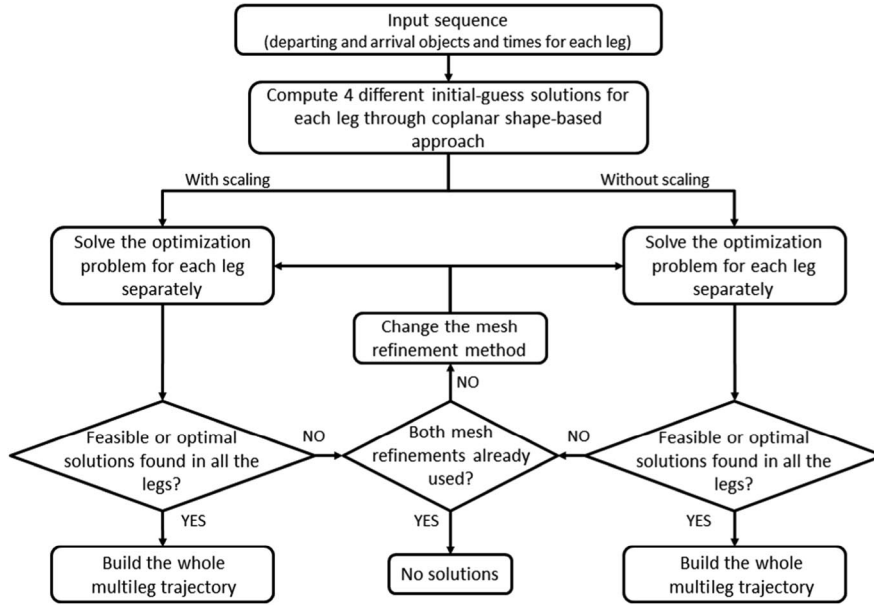 Input sequence
(departing and arrival objects and times for each leg)
Compute 4 different initial-guess solutions for
each leg through coplanar shape-based
approach
With scaling
Without scaling
Solve the optimization
problem for each leg
separately
Solve the optimization
problem for each leg
separately
Change the mesh
refinement method
NO
Feasible or optimal
solutions found in all the
legs?
NO
Both mesh
refinements already
used?
NO
Feasible or optimal
solutions found in all the
legs?
YES
YES
YES
Build the whole
multileg trajectory
No solutions
Build the whole
multileg trajectory